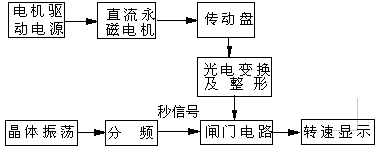 电机驱
动电源
直流永
磁电机
传动盘
光电变换
及整形
秒信号
晶体振荡
分 频
闸门电路
转速显示